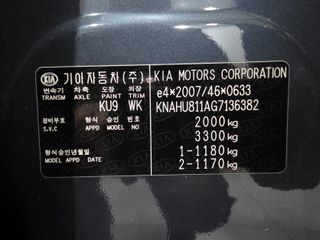 KIA 기아자동차(주) KIA MOTORS CORPORATION
변속기 차축 도장 의장
TRANSM AXLE PAINT TRIM
KU9 WK
e4*2007/46*0633
KNAHU811AG7136382
정비부호 형식 승인 번호
S.V.C APPD MODEL NO
2000kg
3300kg
1-1180kg
2-1170kg
형식승인년월일
MODEL APPD DATE